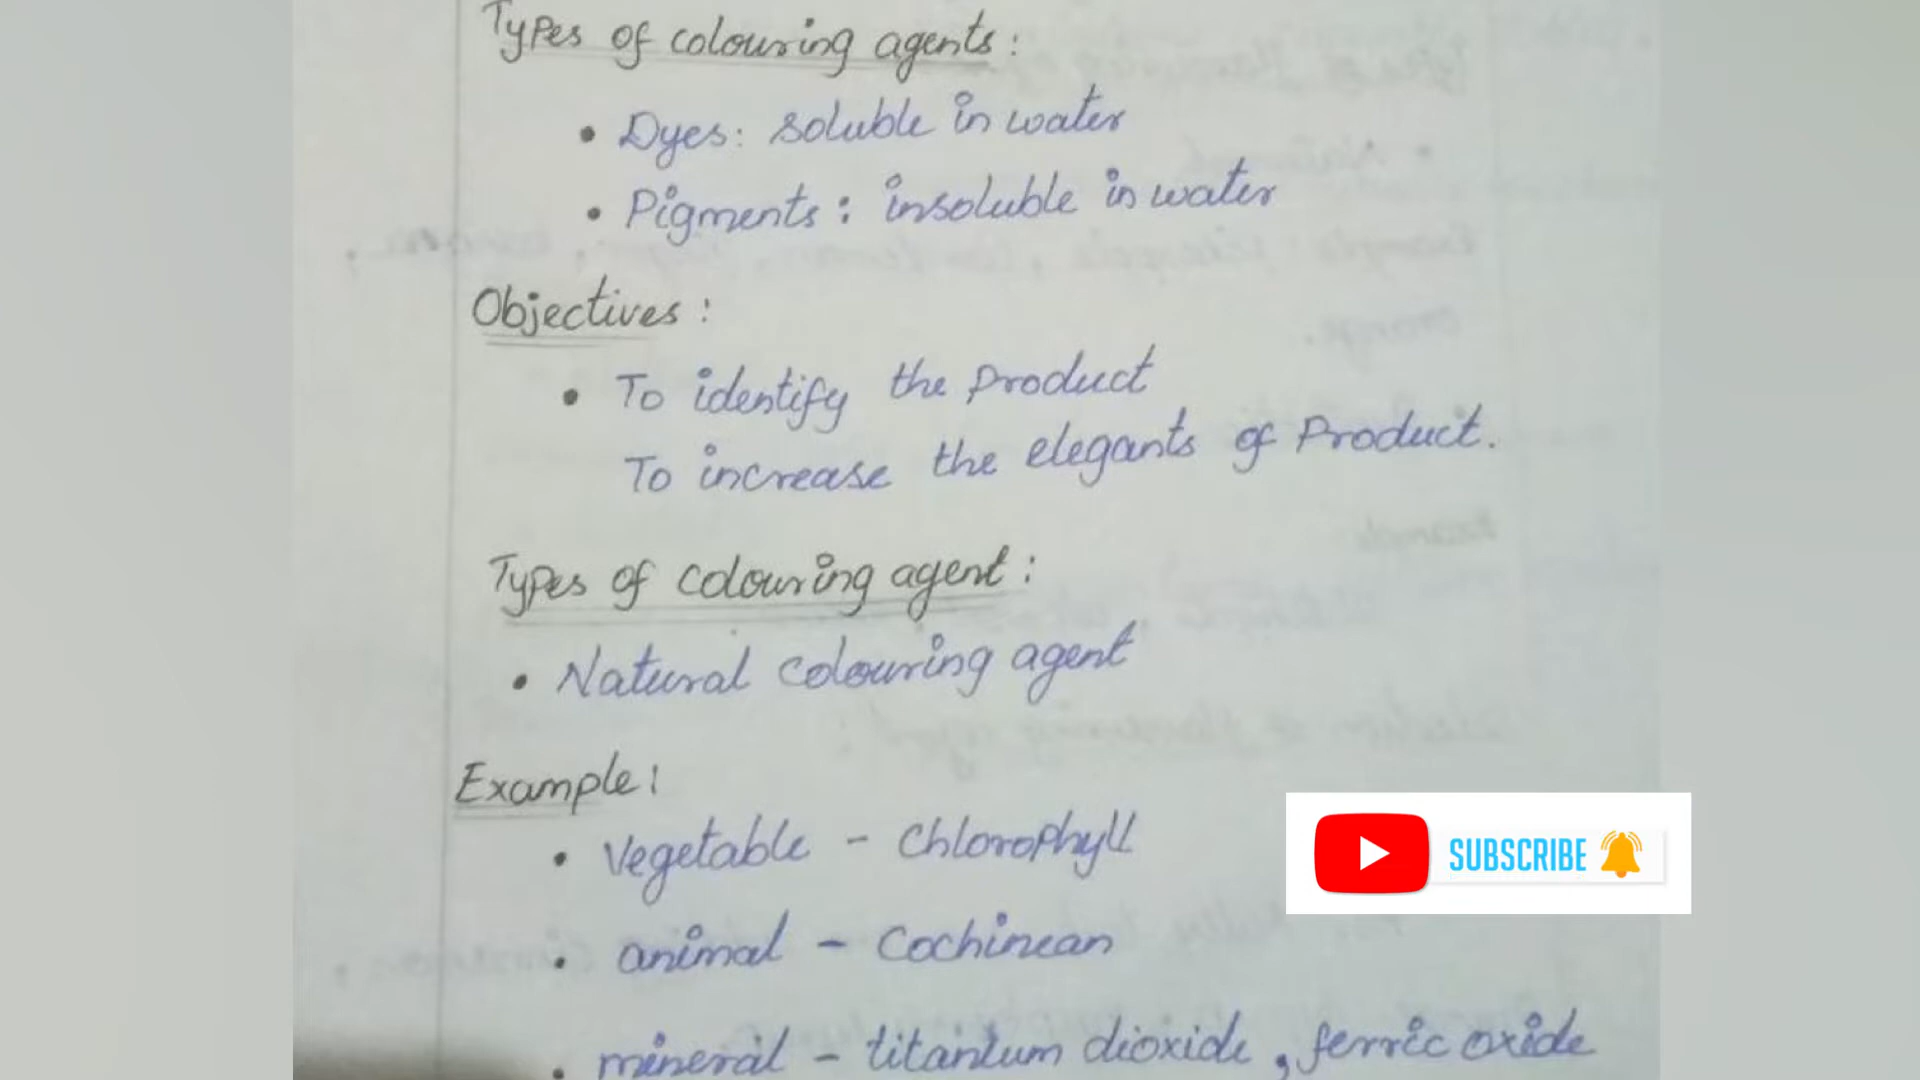 Types of colouring agents:
• Dyes: soluble in water
• Pigments: insoluble in water
Objectives:
• To identify the Product
To increase the elegants of Product.
Types of colouring agent:
• Natural colouring agent
Example:
• Vegetable - Chlorophyll
SUBSCRIBE
• animal - Cochinean
• mineral - titanium dioxide, ferric oxide